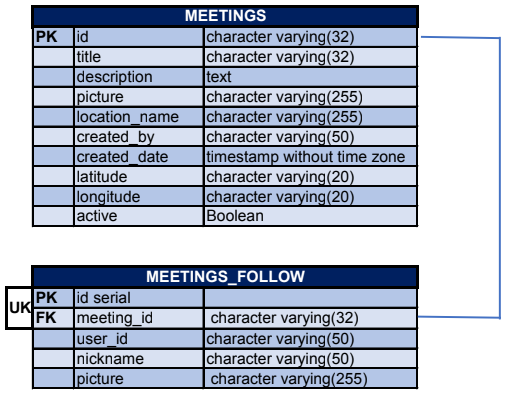 MEETINGS
PK id character varying(32)
title character varying(32)
description text
picture character varying(255)
location_name character varying(255)
created_by character varying(50)
created_date timestamp without time zone
latitude character varying(20)
longitude character varying(20)
active Boolean
MEETINGS_FOLLOW
UK
PK id serial
FK meeting_id character varying(32)
user_id character varying(50)
nickname character varying(50)
picture character varying(255)